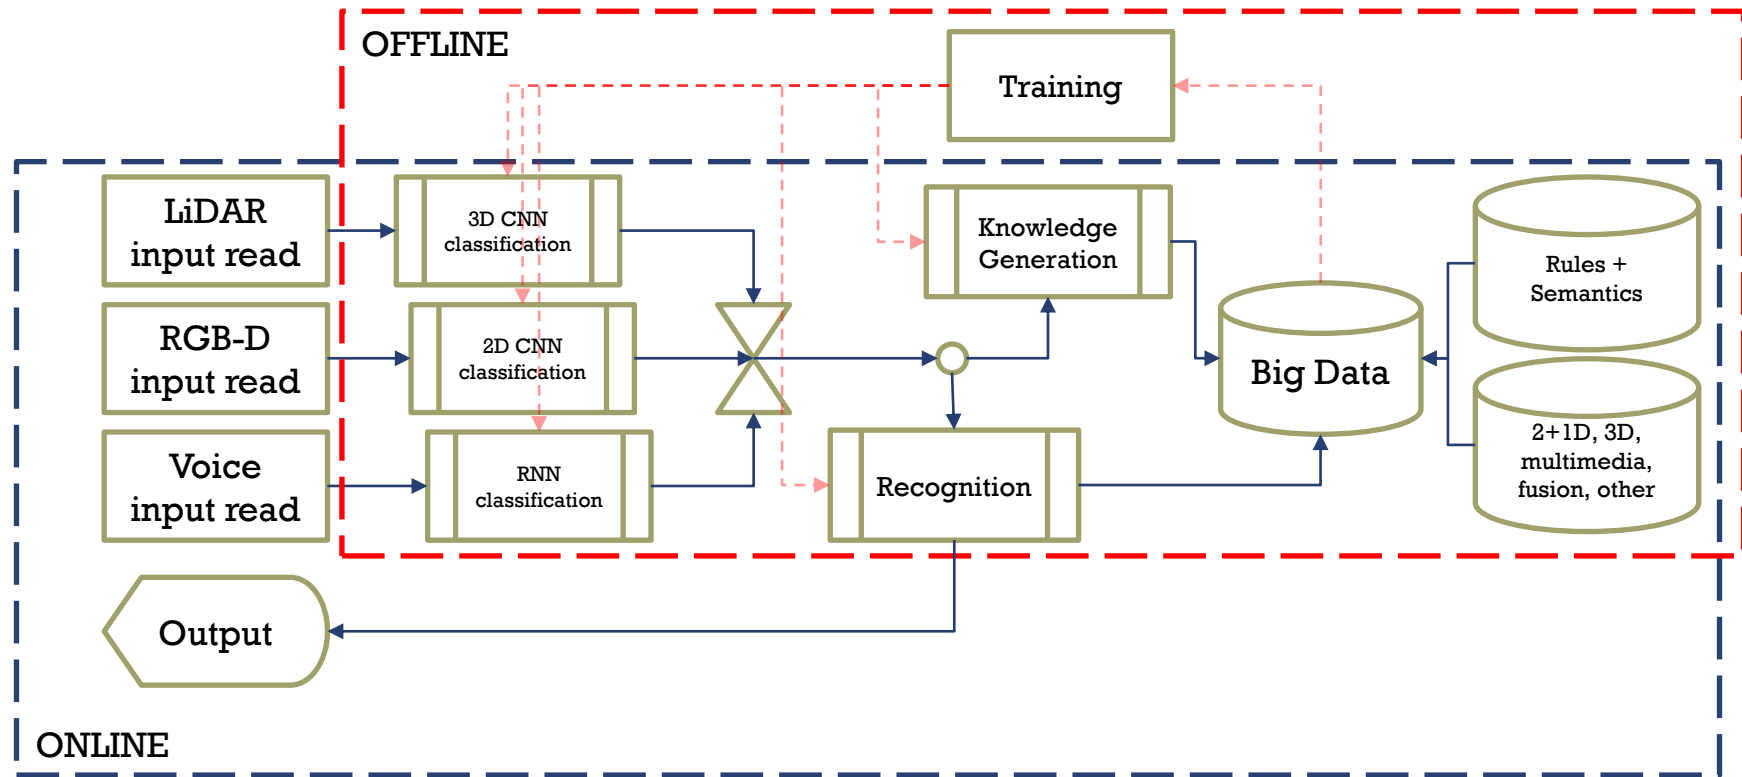 OFFLINE
Training
LiDAR
input read
3D CNN
classification
Knowledge
Generation
Rules +
Semantics
RGB-D
input read
2D CNN
classification
Big Data
Voice
input read
RNN
classification
Recognition
2+1D, 3D,
multimedia,
fusion, other
Output
ONLINE